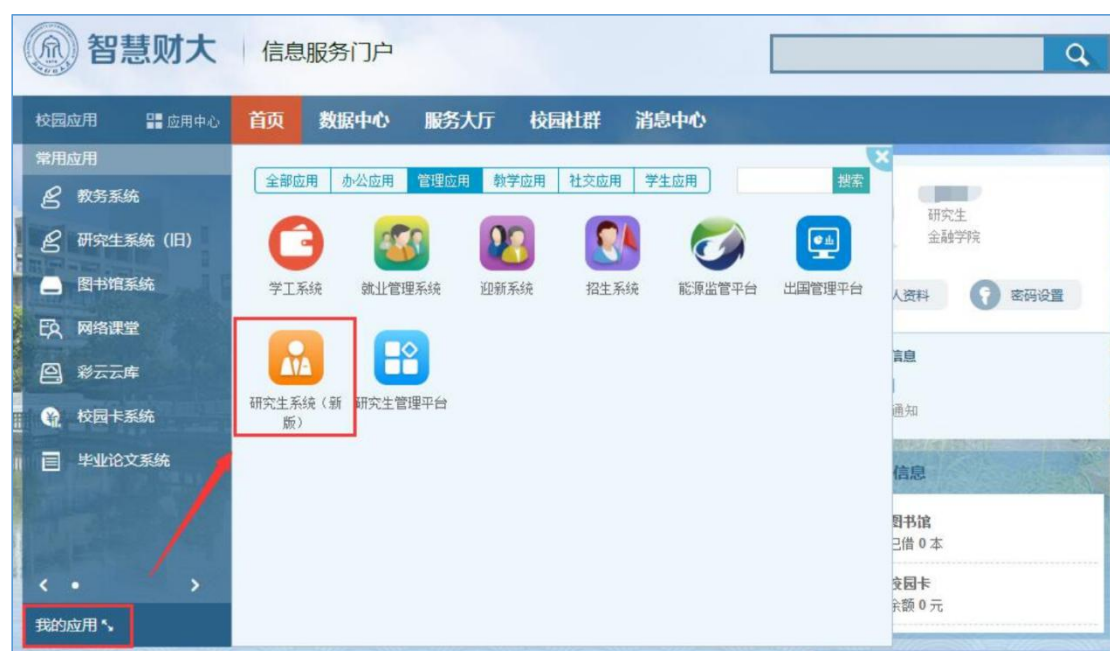 智慧财大
信息服务门户
校园应用
应用中心
首页
数据中心
服务大厅
校园社群
消息中心
常用应用
教务系统
研究生系统（旧）
图书馆系统
网络课堂
彩云云库
校园卡系统
毕业论文系统
我的应用
全部应用
办公应用
管理应用
教学应用
社交应用
学生应用
搜索
学工系统
就业管理系统
迎新系统
招生系统
能源监管平台
出国管理平台
研究生系统（新
版）
研究生管理平台
研究生
金融学院
人资料
密码设置
信息
通知
信息
图书馆
已借 0 本
校园卡
余额 0 元